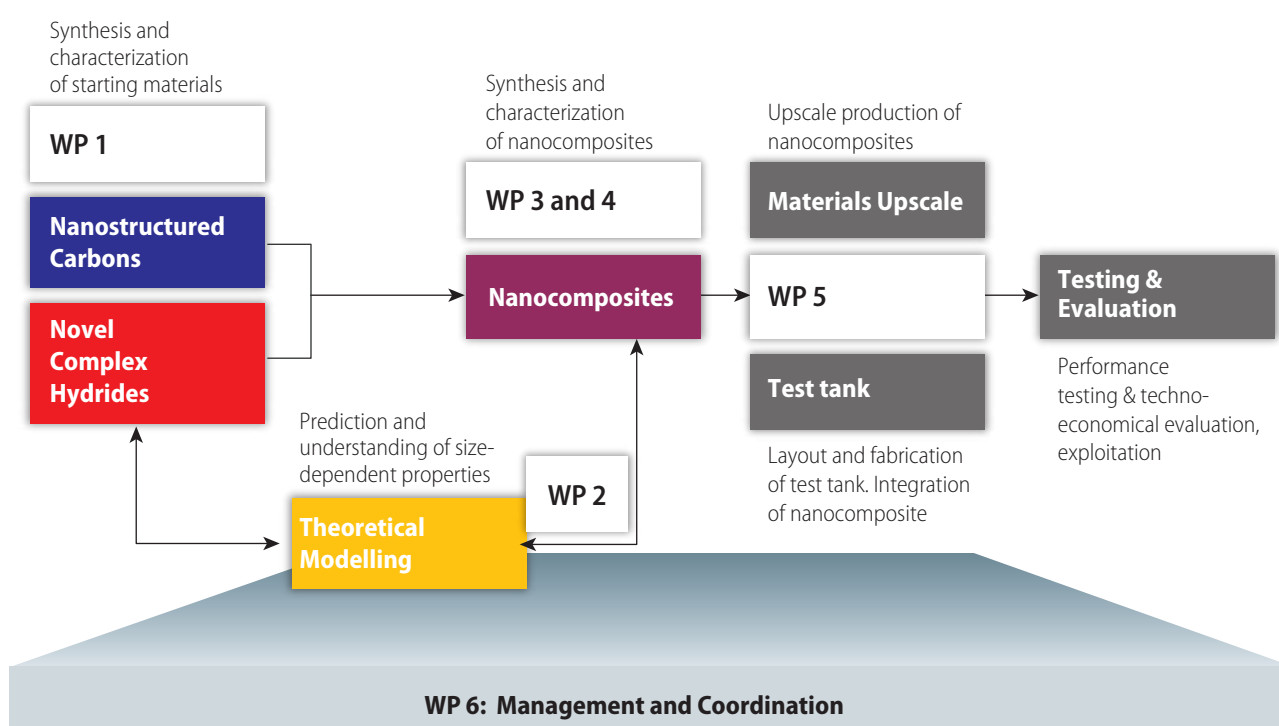 Synthesis and
characterization
of starting materials
WP 1
Nanostructured
Carbons
Novel
Complex
Hydrides
Prediction and
understanding of size-
dependent properties
WP 2
Theoretical
Modelling
Synthesis and
characterization
of nanocomposites
WP 3 and 4
Nanocomposites
Upscale production of
nanocomposites
Materials Upscale
WP 5
Test tank
Layout and fabrication
of test tank. Integration
of nanocomposite
Testing &
Evaluation
Performance
testing & techno-
economical evaluation,
exploitation
WP 6: Management and Coordination